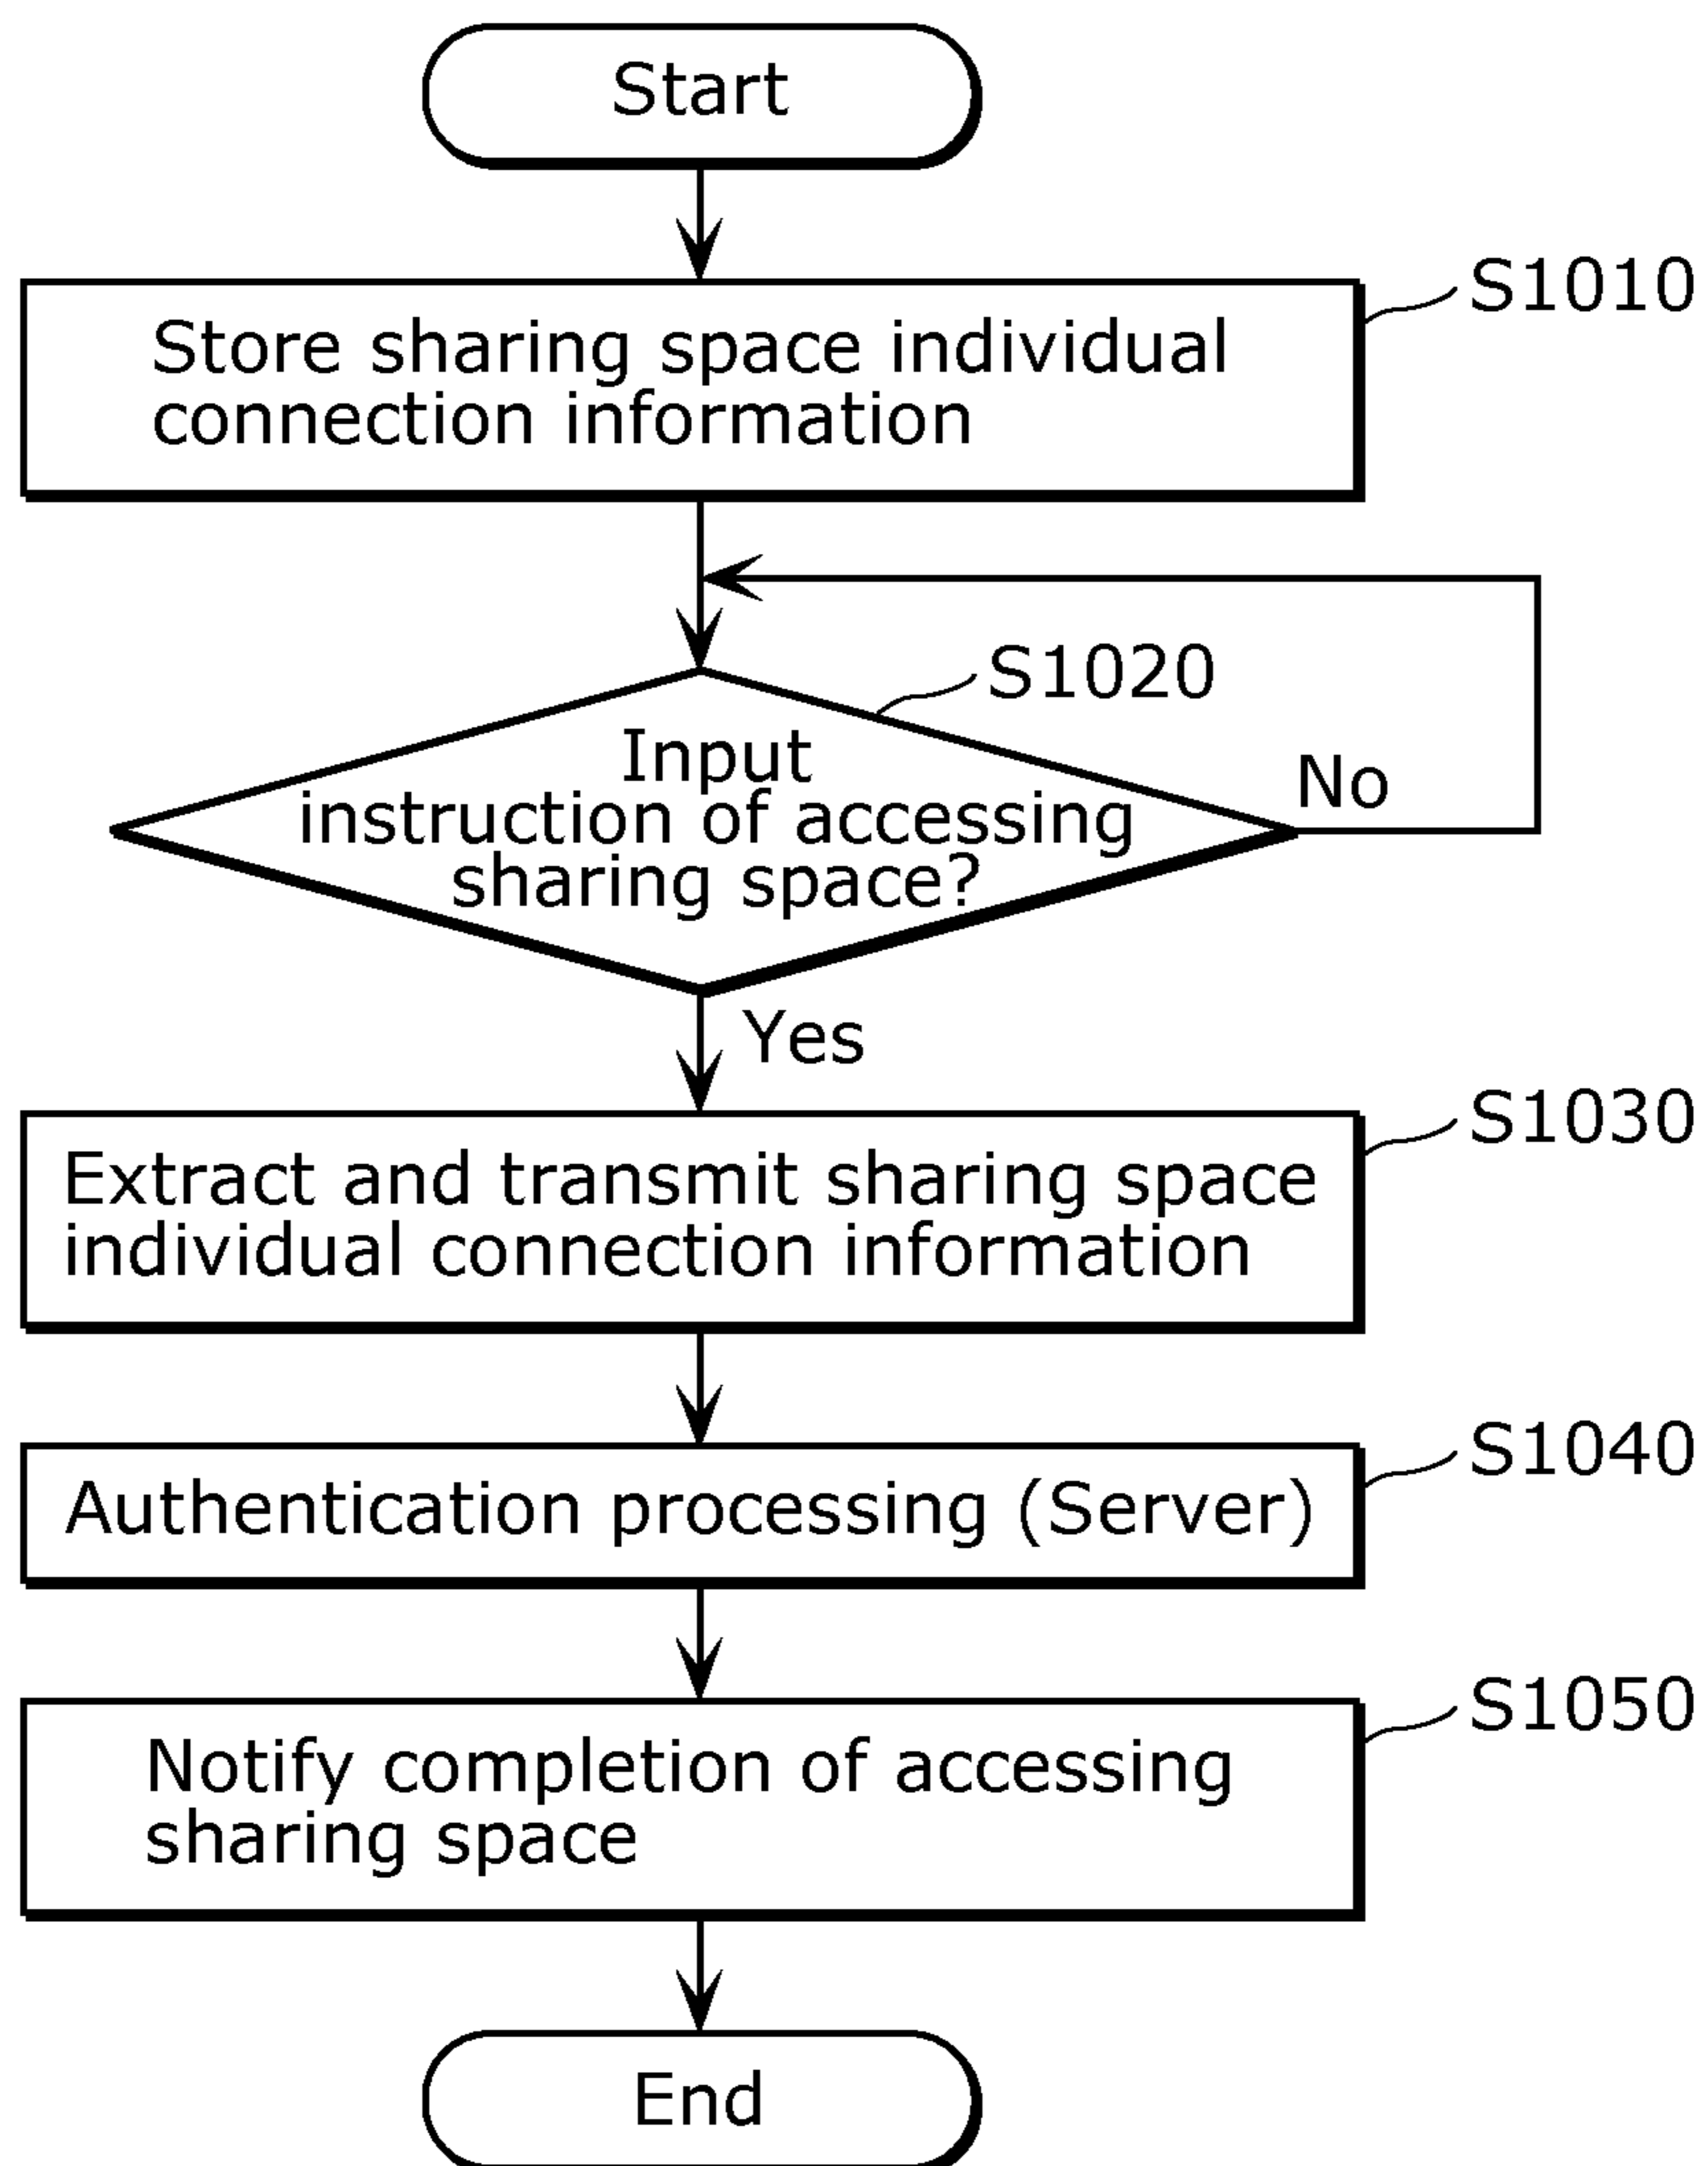 Start
S1010
Store sharing space individual
connection information
S1020
Input
instruction of accessing
sharing space?
No
Yes
S1030
Extract and transmit sharing space
individual connection information
S1040
Authentication processing (Server)
S1050
Notify completion of accessing
sharing space
End